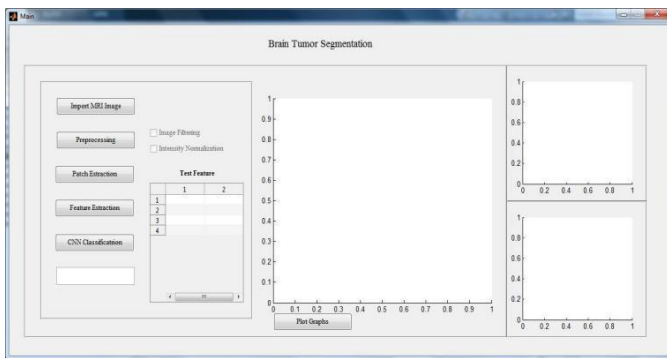 Main
Brain Tumor Segmentation
Import MRI Image
Preprocessing
Image Filtering
Intensity Normalization
Patch Extraction
Test Feature
1 2
1
2
3
4
Feature Extraction
CNN Classification
1
0.9
0.8
0.7
0.6
0.5
0.4
0.3
0.2
0.1
0
0 0.1 0.2 0.3 0.4 0.5 0.6 0.7 0.8 0.9 1
Plot Graphs
1
0.8
0.6
0.4
0.2
0
0 0.2 0.4 0.6 0.8 1
1
0.8
0.6
0.4
0.2
0
0 0.2 0.4 0.6 0.8 1